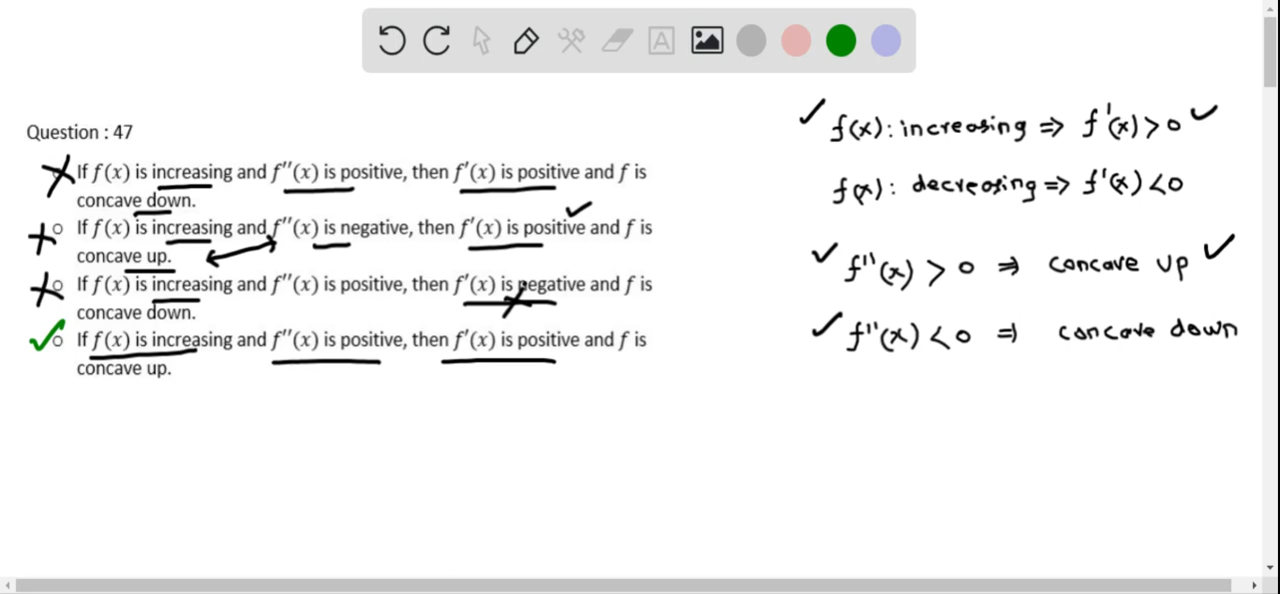 A
Question : 47
If f(x) is increasing and f''(x) is positive, then f'(x) is positive and f is
concave down.
If f(x) is increasing and f''(x) is negative, then f'(x) is positive and f is
concave up.
If f(x) is increasing and f''(x) is positive, then f'(x) is negative and f is
concave down.
If f(x) is increasing and f''(x) is positive, then f'(x) is positive and f is
concave up.
✓ f(x): increasing ⇒ f'(x) > 0 ✓
f(x): decreasing ⇒ f'(x) < 0
✓ f''(x) > 0 ⇒ concave up ✓
✓ f''(x) < 0 ⇒ concave down